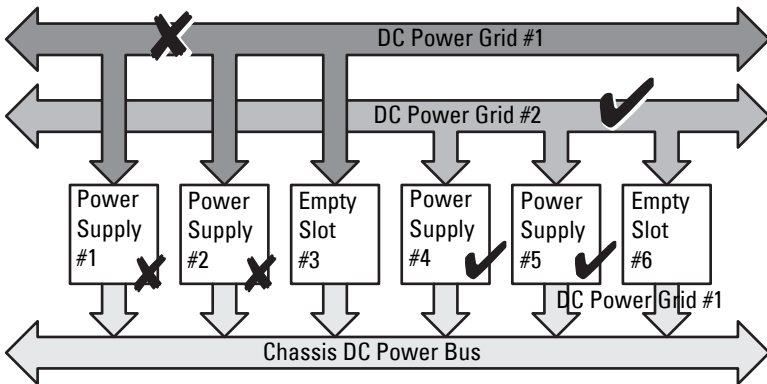 DC Power Grid #1
DC Power Grid #2
Power
Supply
#1
Power
Supply
#2
Empty
Slot
#3
Power
Supply
#4
Power
Supply
#5
Empty
Slot
#6
DC Power Grid #1
Chassis DC Power Bus